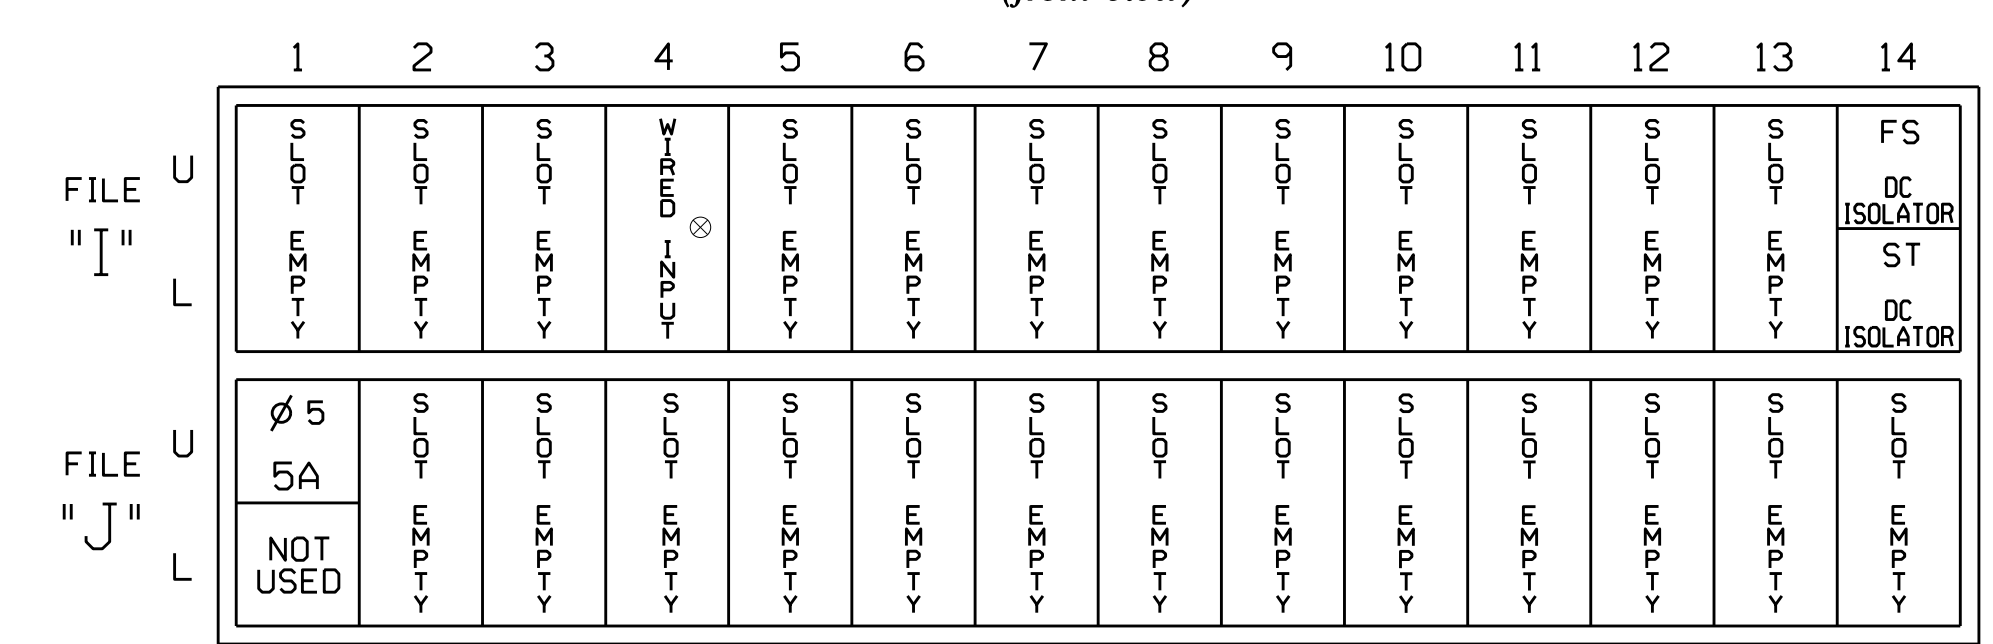 (front view)
1 2 3 4 5 6 7 8 9 10 11 12 13 14
FILE "I"
U
L
SLOT EMPTY
SLOT EMPTY
SLOT EMPTY
WIRED INPUT
SLOT EMPTY
SLOT EMPTY
SLOT EMPTY
SLOT EMPTY
SLOT EMPTY
SLOT EMPTY
SLOT EMPTY
SLOT EMPTY
SLOT EMPTY
FS
DC
ISOLATOR
ST
DC
ISOLATOR
FILE "J"
U
L
Ø 5
5A
NOT
USED
SLOT EMPTY
SLOT EMPTY
SLOT EMPTY
SLOT EMPTY
SLOT EMPTY
SLOT EMPTY
SLOT EMPTY
SLOT EMPTY
SLOT EMPTY
SLOT EMPTY
SLOT EMPTY
SLOT EMPTY
SLOT EMPTY